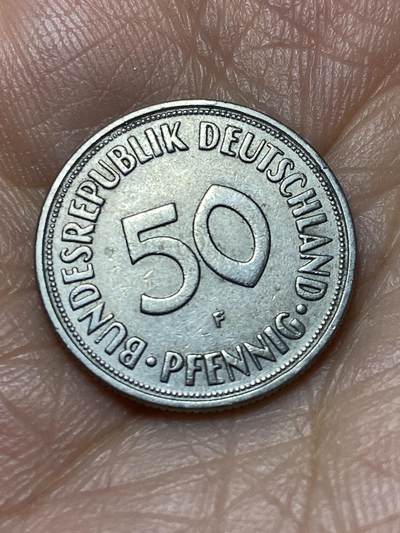 BUNDESREPUBLIK DEUTSCHLAND
50
F
· PFENNIG ·